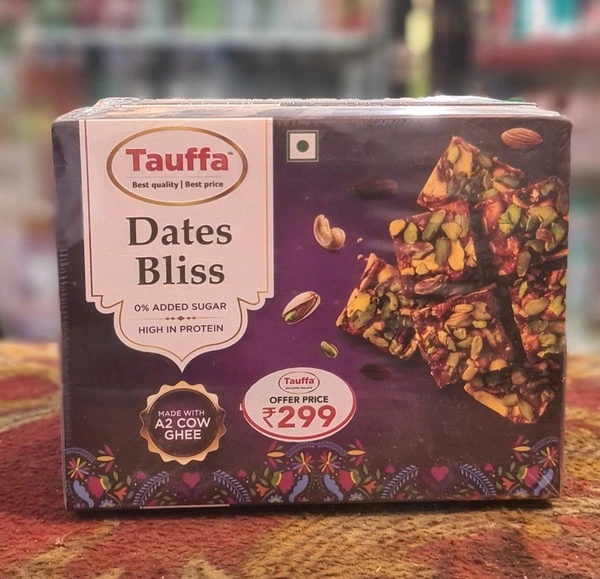 Tauffa™
Best quality | Best price
Dates
Bliss
0% ADDED SUGAR
HIGH IN PROTEIN
MADE WITH
A2 COW
GHEE
Tauffa
OFFER PRICE
₹299